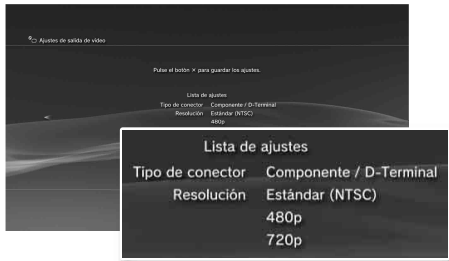 Ajustes de salida de vídeo
Pulse el botón × para guardar los ajustes.
Lista de ajustes
Tipo de conector Componente / D-Terminal
Resolución Estándar (NTSC)
480p
Lista de ajustes
Tipo de conector Componente / D-Terminal
Resolución Estándar (NTSC)
480p
720p